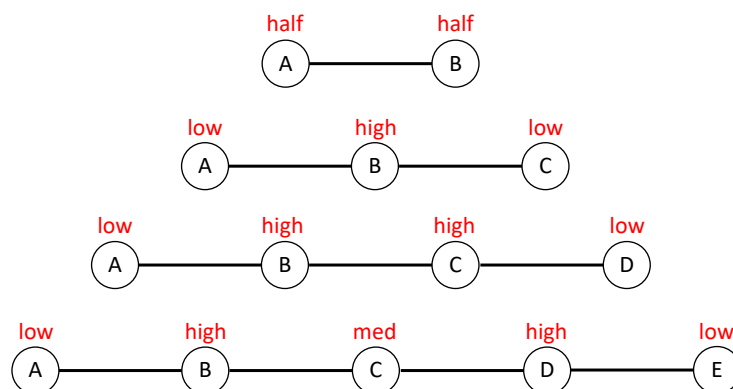 half half
A B
low high low
A B C
low high high low
A B C D
low high med high low
A B C D E